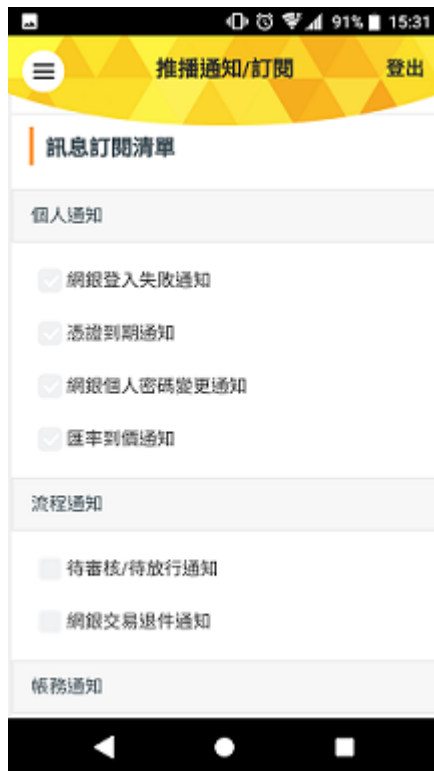 91% 15:31
推播通知/訂閱 登出
訊息訂閱清單
個人通知
網銀登入失敗通知
憑證到期通知
網銀個人密碼變更通知
匯率到價通知
流程通知
待審核/待放行通知
網銀交易退件通知
帳務通知